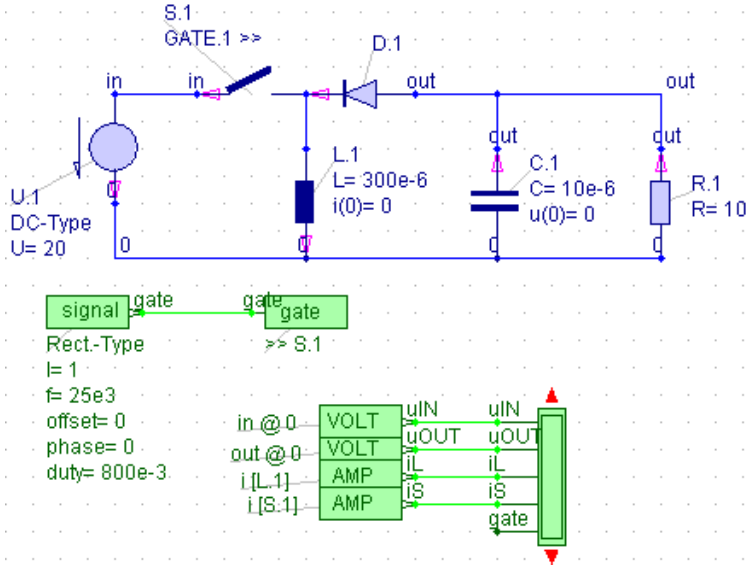 S.1
GATE.1 >>
D.1
in in out out
out out
L.1
L= 300e-6
i(0)= 0
C.1
C= 10e-6
u(0)= 0
R.1
R= 10
U.1
DC-Type
U= 20
0
0 0 0 0
0
signal gate gate gate
Rect.-Type >> S.1
I= 1
f= 25e3
offset= 0
phase= 0
duty= 800e-3
in @ 0 VOLT uIN uIN
out @ 0 VOLT uOUT uOUT
i [L.1] AMP iL iL
i [S.1] AMP iS iS
gate